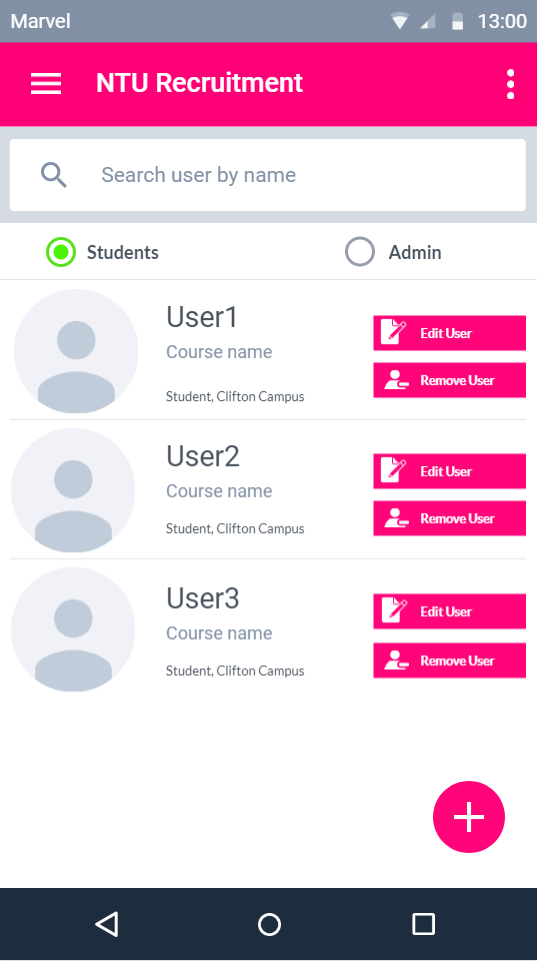 Marvel 13:00
NTU Recruitment
Search user by name
Students Admin
User1
Course name
Student, Clifton Campus
Edit User
Remove User
User2
Course name
Student, Clifton Campus
Edit User
Remove User
User3
Course name
Student, Clifton Campus
Edit User
Remove User